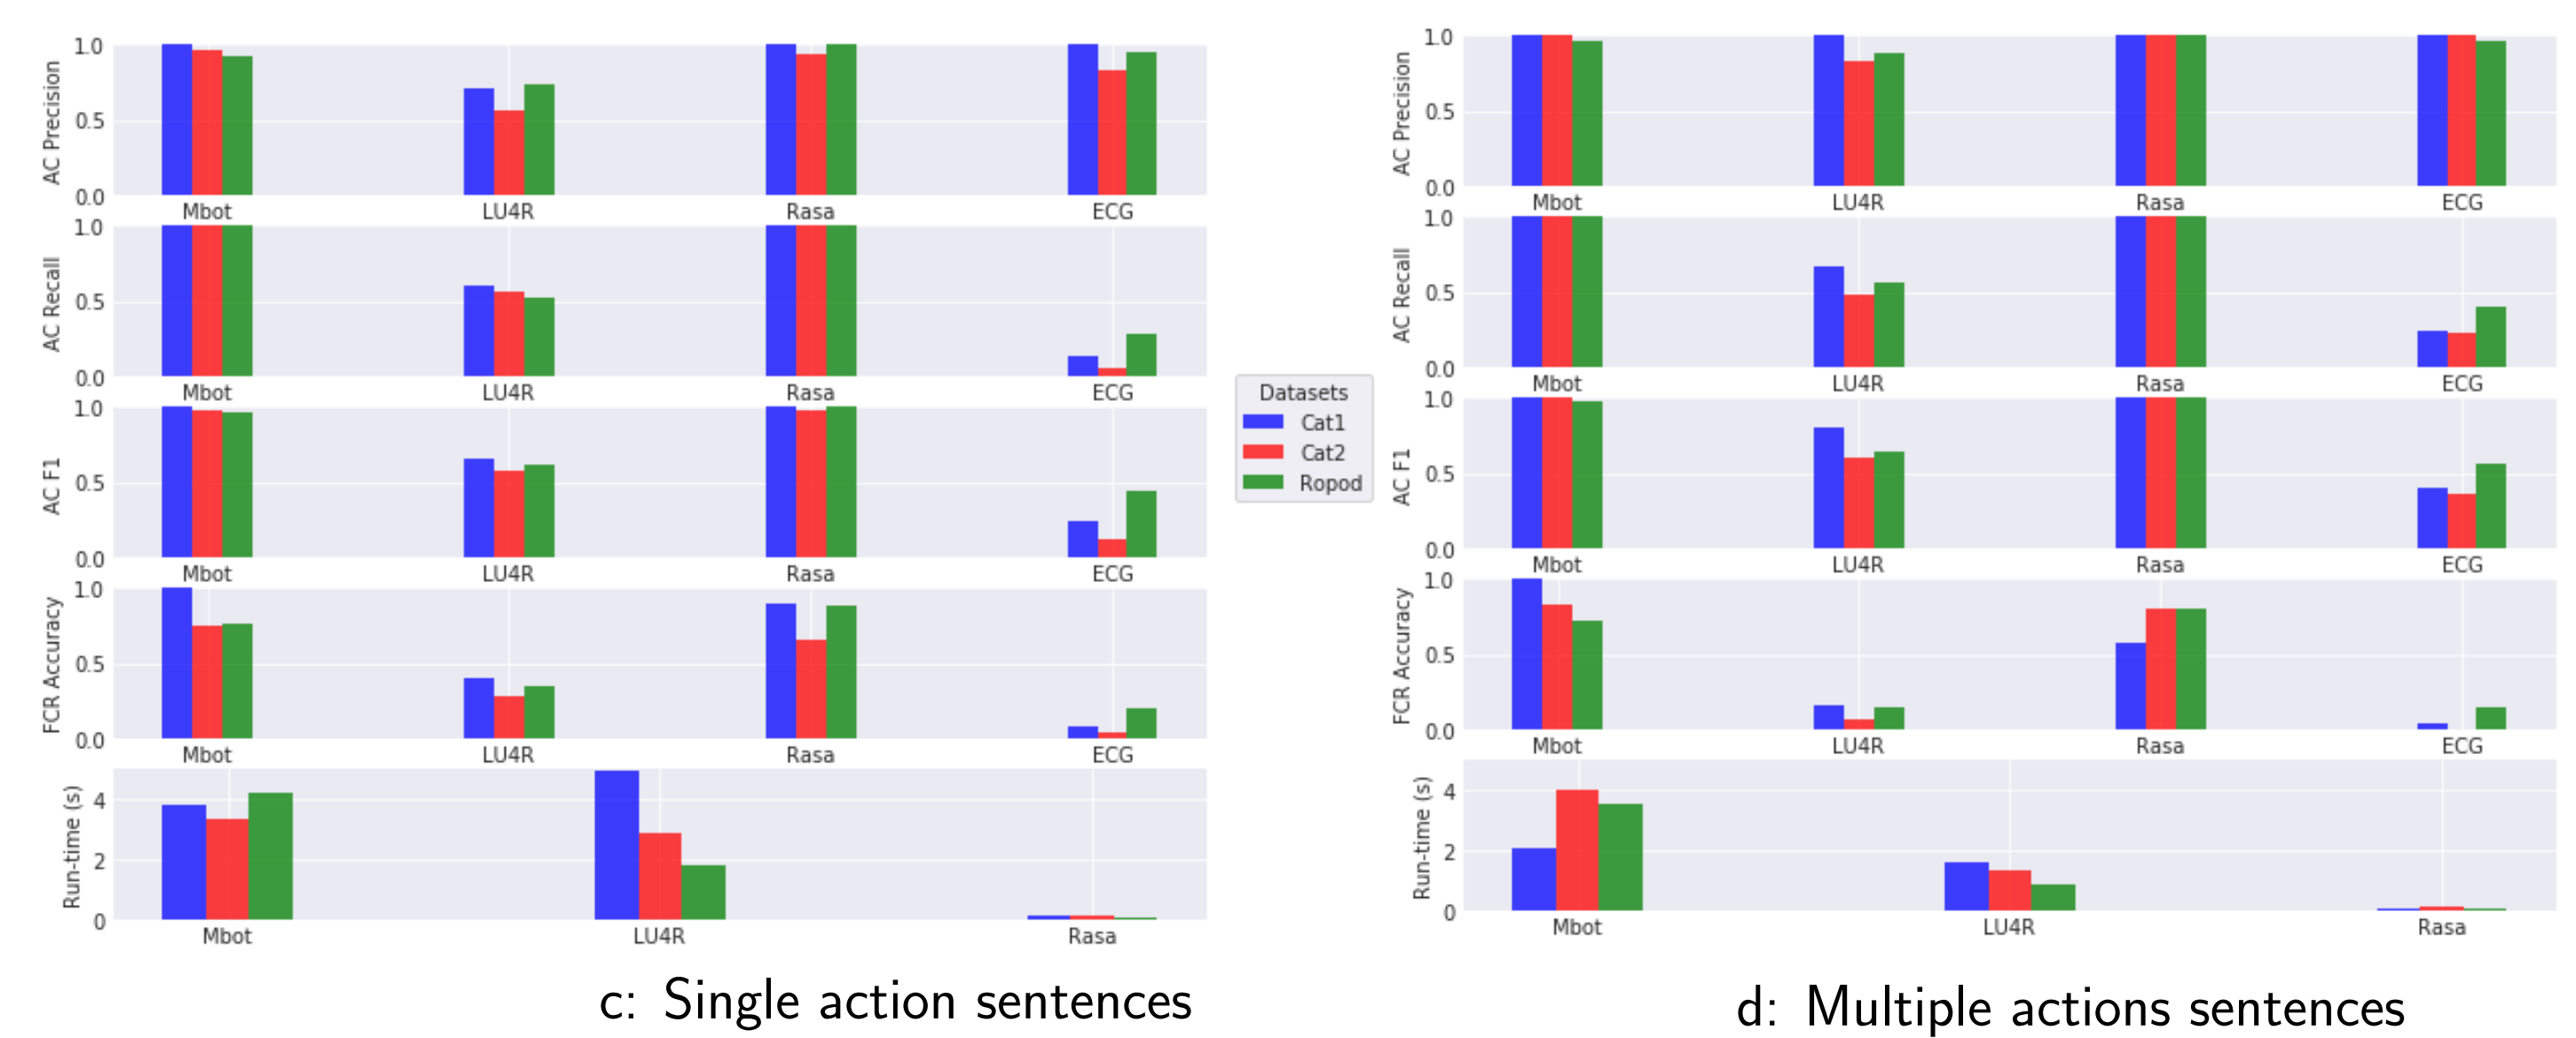 AC Precision
1.0
0.5
0.0
Mbot LU4R Rasa ECG
AC Recall
1.0
0.5
0.0
Mbot LU4R Rasa ECG
AC F1
1.0
0.5
0.0
Mbot LU4R Rasa ECG
FCR Accuracy
1.0
0.5
0.0
Mbot LU4R Rasa ECG
Run-time (s)
4
2
0
Mbot LU4R Rasa
c: Single action sentences
Datasets
Cat1
Cat2
Ropod
AC Precision
1.0
0.5
0.0
Mbot LU4R Rasa ECG
AC Recall
1.0
0.5
0.0
Mbot LU4R Rasa ECG
AC F1
1.0
0.5
0.0
Mbot LU4R Rasa ECG
FCR Accuracy
1.0
0.5
0.0
Mbot LU4R Rasa ECG
Run-time (s)
4
2
0
Mbot LU4R Rasa
d: Multiple actions sentences